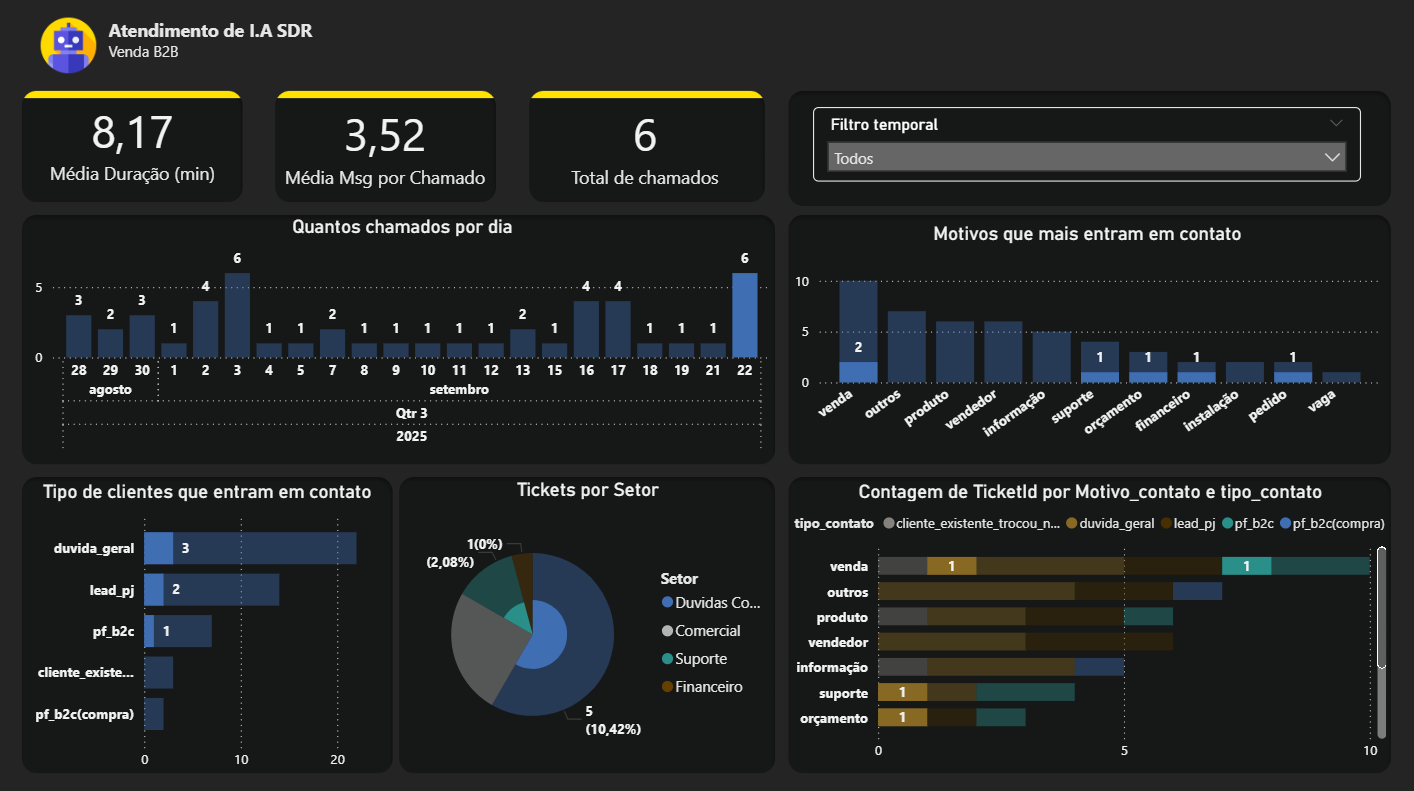 Atendimento de I.A SDR
Venda B2B
8,17
Média Duração (min)
3,52
Média Msg por Chamado
6
Total de chamados
Filtro temporal
Todos
Quantos chamados por dia
5
0
3 2 3 1 4 6 1 1 2 1 1 1 1 1 2 1 4 4 1 1 1 6
28 29 30 1 2 3 4 5 7 8 9 10 11 12 13 15 16 17 18 19 21 22
agosto setembro
Qtr 3
2025
Motivos que mais entram em contato
10
5
0
2 1 1 1 1
venda outros produto vendedor informação suporte orçamento financeiro instalação pedido vaga
Tipo de clientes que entram em contato
duvida_geral 3
lead_pj 2
pf_b2c 1
cliente_existe...
pf_b2c(compra)
0 10 20
Tickets por Setor
1(0%)
(2,08%)
5
(10,42%)
Setor
Duvidas Co...
Comercial
Suporte
Financeiro
Contagem de TicketId por Motivo_contato e tipo_contato
tipo_contato cliente_existente_trocou_n... duvida_geral lead_pj pf_b2c pf_b2c(compra)
venda 1 1
outros
produto
vendedor
informação
suporte 1
orçamento 1
0 5 10